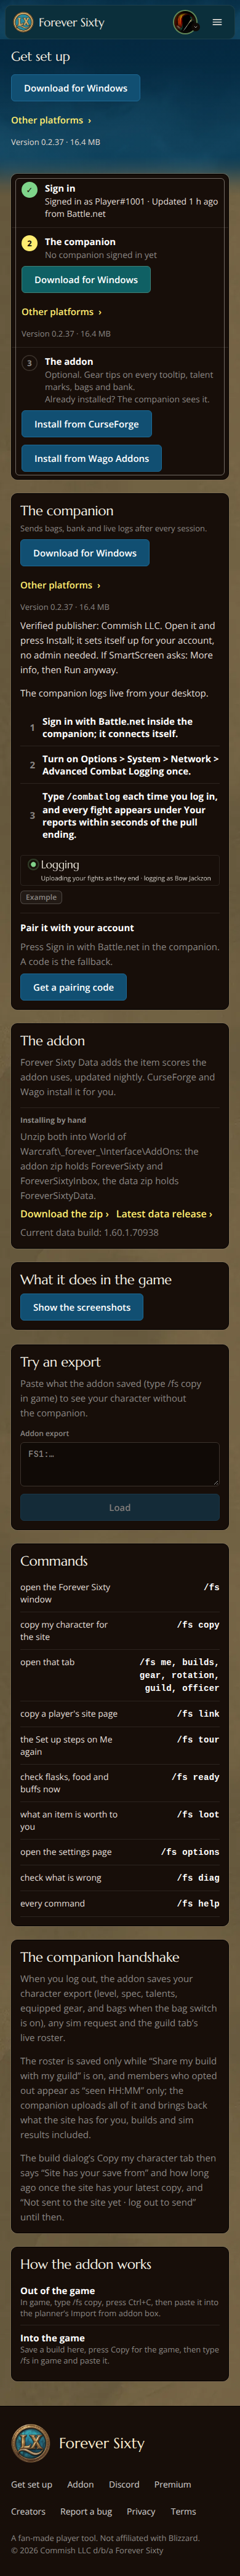 Forever Sixty
Get set up
Download for Windows
Other platforms ›
Version 0.2.37 · 16.4 MB
✓
Sign in
Signed in as Player#1001 · Updated 1 h ago
from Battle.net
2
The companion
No companion signed in yet
Download for Windows
Other platforms ›
Version 0.2.37 · 16.4 MB
3
The addon
Optional. Gear tips on every tooltip, talent
marks, bags and bank.
Already installed? The companion sees it.
Install from CurseForge
Install from Wago Addons
The companion
Sends bags, bank and live logs after every session.
Download for Windows
Other platforms ›
Version 0.2.37 · 16.4 MB
Verified publisher: Commish LLC. Open it and
press Install; it sets itself up for your account,
no admin needed. If SmartScreen asks: More
info, then Run anyway.
The companion logs live from your desktop.
1
Sign in with Battle.net inside the
companion; it connects itself.
2
Turn on Options > System > Network >
Advanced Combat Logging once.
3
Type /combatlog each time you log in,
and every fight appears under Your
reports within seconds of the pull
ending.
Logging
Uploading your fights as they end · logging as Bow Jackzon
Example
Pair it with your account
Press Sign in with Battle.net in the companion.
A code is the fallback.
Get a pairing code
The addon
Forever Sixty Data adds the item scores the
addon uses, updated nightly. CurseForge and
Wago install it for you.
Installing by hand
Unzip both into World of
Warcraft\_forever_\Interface\AddOns: the
addon zip holds ForeverSixty and
ForeverSixtyInbox, the data zip holds
ForeverSixtyData.
Download the zip › Latest data release ›
Current data build: 1.60.1.70938
What it does in the game
Show the screenshots
Try an export
Paste what the addon saved (type /fs copy
in game) to see your character without
the companion.
Addon export
FS1:…
Load
Commands
open the Forever Sixty
window
/fs
copy my character for
the site
/fs copy
open that tab
/fs me, builds,
gear, rotation,
guild, officer
copy a player's site page
/fs link
the Set up steps on Me
again
/fs tour
check flasks, food and
buffs now
/fs ready
what an item is worth to
you
/fs loot
open the settings page
/fs options
check what is wrong
/fs diag
every command
/fs help
The companion handshake
When you log out, the addon saves your
character export (level, spec, talents,
equipped gear, and bags when the bag switch
is on), any sim request and the guild tab's
live roster.
The roster is saved only while “Share my build
with my guild” is on, and members who opted
out appear as “seen HH:MM” only; the
companion uploads all of it and brings back
what the site has for you, builds and sim
results included.
The build dialog's Copy my character tab then
says “Site has your save from” and how long
ago once the site has your latest copy, and
“Not sent to the site yet · log out to send”
until then.
How the addon works
Out of the game
In game, type /fs copy, press Ctrl+C, then paste it into
the planner's Import from addon box.
Into the game
Save a build here, press Copy for the game, then type
/fs in game and paste it.
Forever Sixty
Get set up Addon Discord Premium
Creators Report a bug Privacy Terms
A fan-made player tool. Not affiliated with Blizzard.
© 2026 Commish LLC d/b/a Forever Sixty